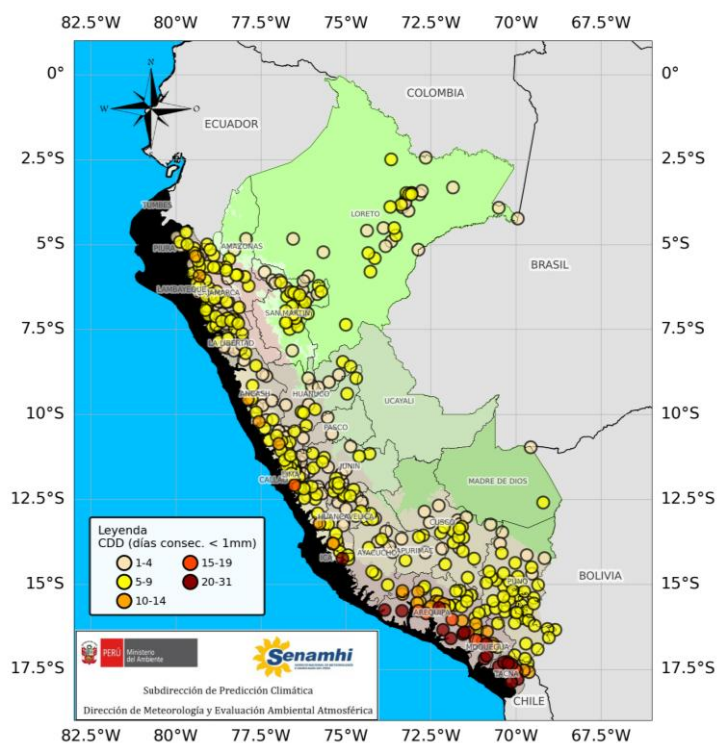 82.5°W 80°W 77.5°W 75°W 72.5°W 70°W 67.5°W
0° 0°
COLOMBIA
ECUADOR
2.5°S 2.5°S
TUMBES
LORETO
5°S 5°S
PIURA
AMAZONAS
BRASIL
LAMBAYEQUE
CAJAMARCA
SAN MARTIN
7.5°S 7.5°S
LA LIBERTAD
ANCASH
HUANUCO
UCAYALI
10°S 10°S
PASCO
LIMA
CALLAO
JUNIN
MADRE DE DIOS
12.5°S 12.5°S
HUANCAVELICA
CUSCO
Leyenda
CDD (días consec. < 1mm)
1-4 15-19
5-9 20-31
10-14
ICA
AYACUCHO
APURIMAC
PUNO
BOLIVIA
15°S 15°S
AREQUIPA
MOQUEGUA
TACNA
PERÚ
Ministerio
del Ambiente
Senamhi
17.5°S 17.5°S
Subdirección de Predicción Climática
Dirección de Meteorología y Evaluación Ambiental Atmosférica
CHILE
82.5°W 80°W 77.5°W 75°W 72.5°W 70°W 67.5°W
N
W
O
S